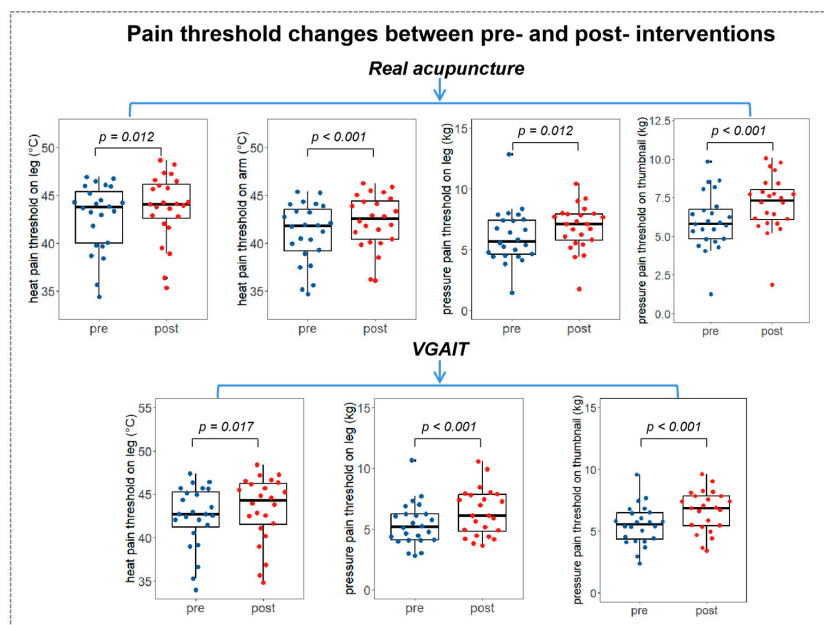 Pain threshold changes between pre- and post- interventions
Real acupuncture
heat pain threshold on leg (°C)
50
45
40
35
p = 0.012
pre post
heat pain threshold on arm (°C)
50
45
40
35
p < 0.001
pre post
pressure pain threshold on leg (kg)
15
10
5
0
p = 0.012
pre post
pressure pain threshold on thumbnail (kg)
12.5
10.0
7.5
5.0
2.5
0.0
p < 0.001
pre post
VGAIT
heat pain threshold on leg (°C)
55
50
45
40
35
p = 0.017
pre post
pressure pain threshold on leg (kg)
15
10
5
0
p < 0.001
pre post
pressure pain threshold on thumbnail (kg)
15
10
5
0
p < 0.001
pre post